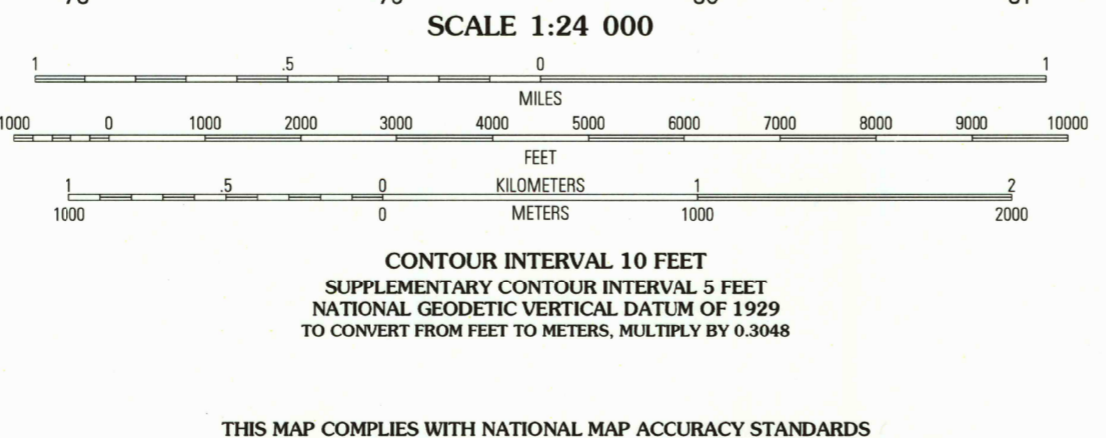 SCALE 1:24 000
1 .5 0 1
MILES
1000 0 1000 2000 3000 4000 5000 6000 7000 8000 9000 10000
FEET
1 .5 0 KILOMETERS 1 2
1000 0 METERS 1000 2000
CONTOUR INTERVAL 10 FEET
SUPPLEMENTARY CONTOUR INTERVAL 5 FEET
NATIONAL GEODETIC VERTICAL DATUM OF 1929
TO CONVERT FROM FEET TO METERS, MULTIPLY BY 0.3048
THIS MAP COMPLIES WITH NATIONAL MAP ACCURACY STANDARDS